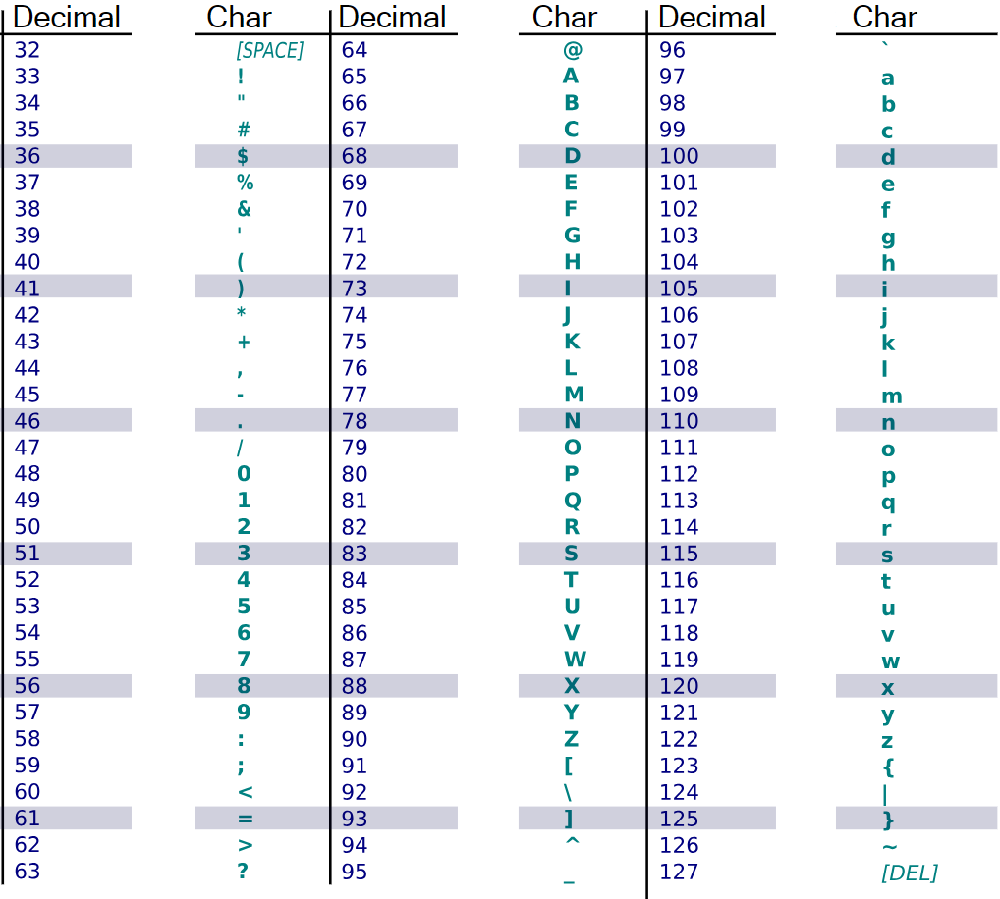 Decimal Char Decimal Char Decimal Char
32 [SPACE] 64 @ 96 `
33 ! 65 A 97 a
34 " 66 B 98 b
35 # 67 C 99 c
36 $ 68 D 100 d
37 % 69 E 101 e
38 & 70 F 102 f
39 ' 71 G 103 g
40 ( 72 H 104 h
41 ) 73 I 105 i
42 * 74 J 106 j
43 + 75 K 107 k
44 , 76 L 108 l
45 - 77 M 109 m
46 . 78 N 110 n
47 / 79 O 111 o
48 0 80 P 112 p
49 1 81 Q 113 q
50 2 82 R 114 r
51 3 83 S 115 s
52 4 84 T 116 t
53 5 85 U 117 u
54 6 86 V 118 v
55 7 87 W 119 w
56 8 88 X 120 x
57 9 89 Y 121 y
58 : 90 Z 122 z
59 ; 91 [ 123 {
60 < 92 \ 124 |
61 = 93 ] 125 }
62 > 94 ^ 126 ~
63 ? 95 _ 127 [DEL]